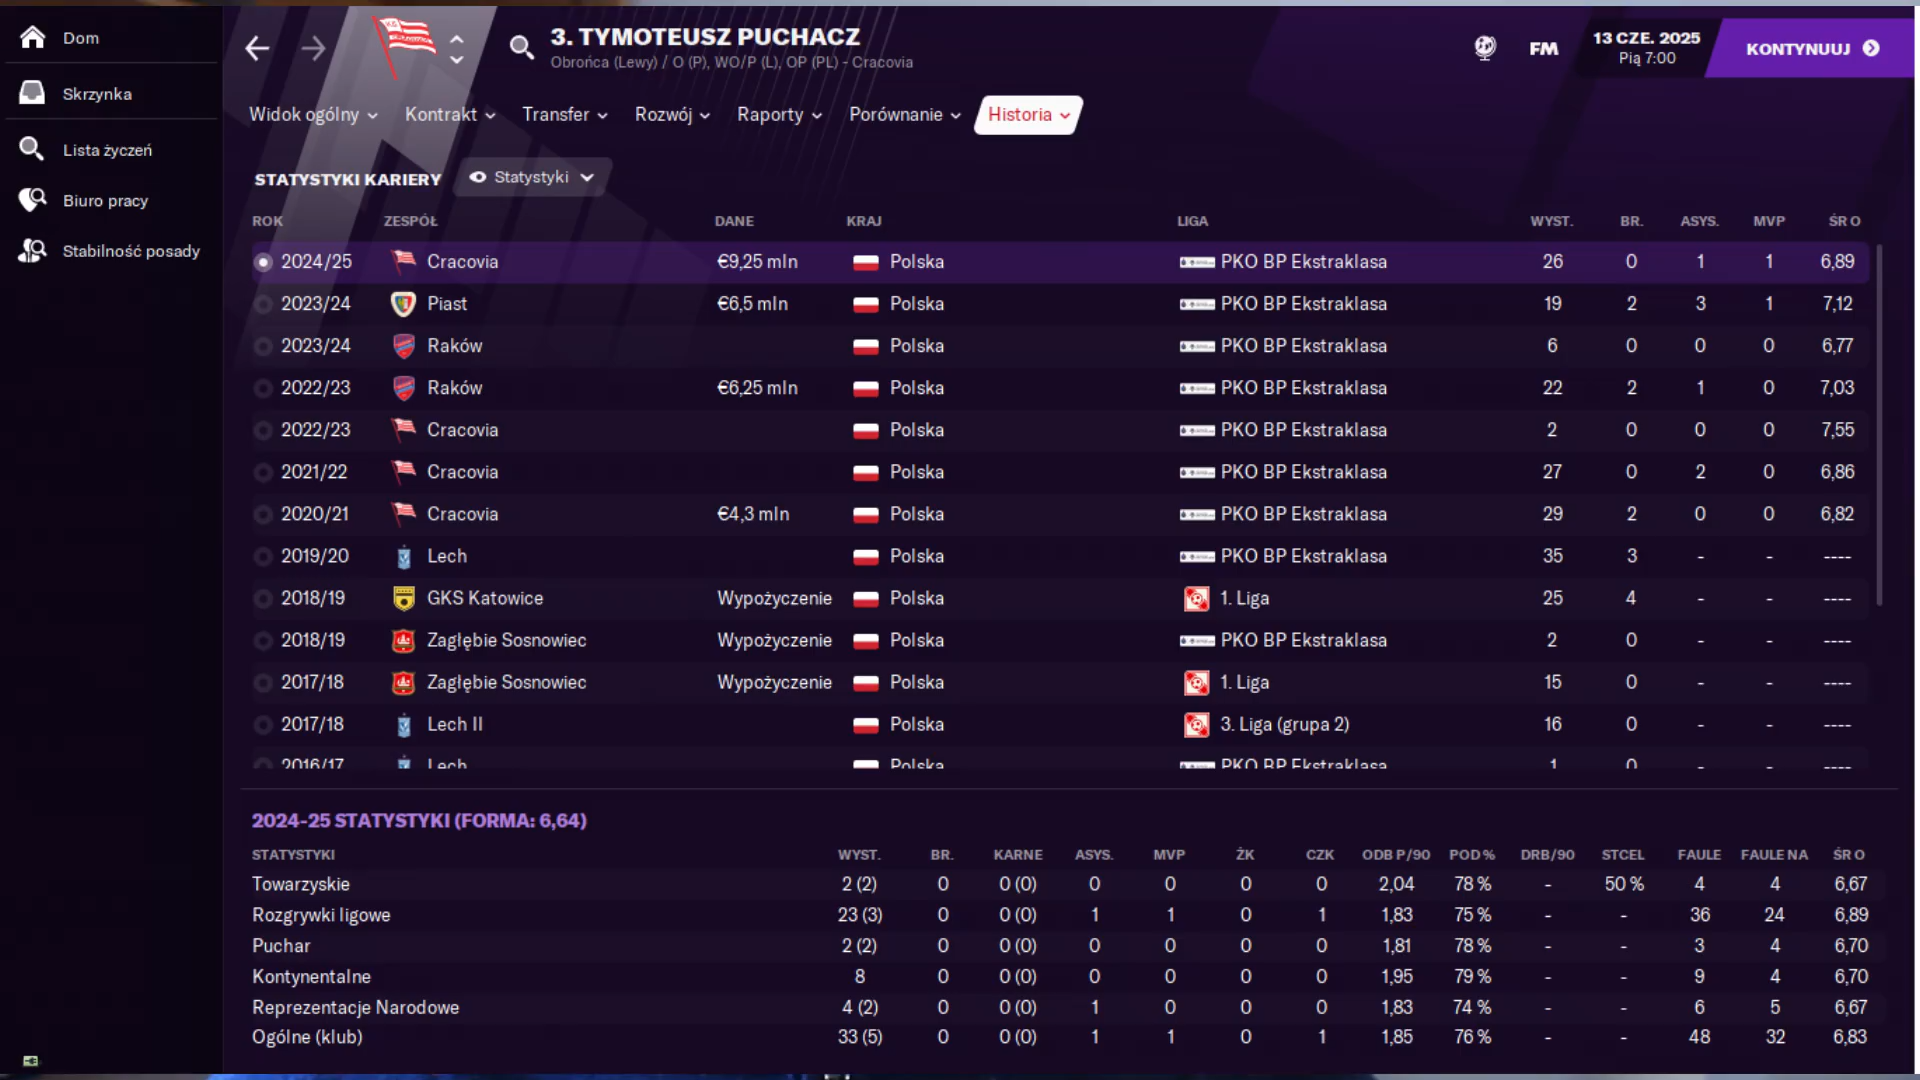 Dom
Skrzynka
Lista życzeń
Biuro pracy
Stabilność posady
3. TYMOTEUSZ PUCHACZ
Obrońca (Lewy) / O (P), WO/P (L), OP (PL) - Cracovia
FM
13 CZE. 2025
Pią 7:00
KONTYNUUJ
Widok ogólny Kontrakt Transfer Rozwój Raporty Porównanie Historia
STATYSTYKI KARIERY Statystyki
ROK ZESPÓŁ DANE KRAJ LIGA WYST. BR. ASYS. MVP ŚR O
2024/25 Cracovia €9,25 mln Polska PKO BP Ekstraklasa 26 0 1 1 6,89
2023/24 Piast €6,5 mln Polska PKO BP Ekstraklasa 19 2 3 1 7,12
2023/24 Raków Polska PKO BP Ekstraklasa 6 0 0 0 6,77
2022/23 Raków €6,25 mln Polska PKO BP Ekstraklasa 22 2 1 0 7,03
2022/23 Cracovia Polska PKO BP Ekstraklasa 2 0 0 0 7,55
2021/22 Cracovia Polska PKO BP Ekstraklasa 27 0 2 0 6,86
2020/21 Cracovia €4,3 mln Polska PKO BP Ekstraklasa 29 2 0 0 6,82
2019/20 Lech Polska PKO BP Ekstraklasa 35 3 - - ----
2018/19 GKS Katowice Wypożyczenie Polska 1. Liga 25 4 - - ----
2018/19 Zagłębie Sosnowiec Wypożyczenie Polska PKO BP Ekstraklasa 2 0 - - ----
2017/18 Zagłębie Sosnowiec Wypożyczenie Polska 1. Liga 15 0 - - ----
2017/18 Lech II Polska 3. Liga (grupa 2) 16 0 - - ----
2016/17 Lech Polska PKO BP Ekstraklasa 1 0 - - ----
2024-25 STATYSTYKI (FORMA: 6,64)
STATYSTYKI WYST. BR. KARNE ASYS. MVP ŻK CZK ODB P/90 POD % DRB/90 STCEL FAULE FAULE NA ŚR O
Towarzyskie 2 (2) 0 0 (0) 0 0 0 0 2,04 78 % - 50 % 4 4 6,67
Rozgrywki ligowe 23 (3) 0 0 (0) 1 1 0 1 1,83 75 % - - 36 24 6,89
Puchar 2 (2) 0 0 (0) 0 0 0 0 1,81 78 % - - 3 4 6,70
Kontynentalne 8 0 0 (0) 0 0 0 0 1,95 79 % - - 9 4 6,70
Reprezentacje Narodowe 4 (2) 0 0 (0) 1 0 0 0 1,83 74 % - - 6 5 6,67
Ogólne (klub) 33 (5) 0 0 (0) 1 1 0 1 1,85 76 % - - 48 32 6,83